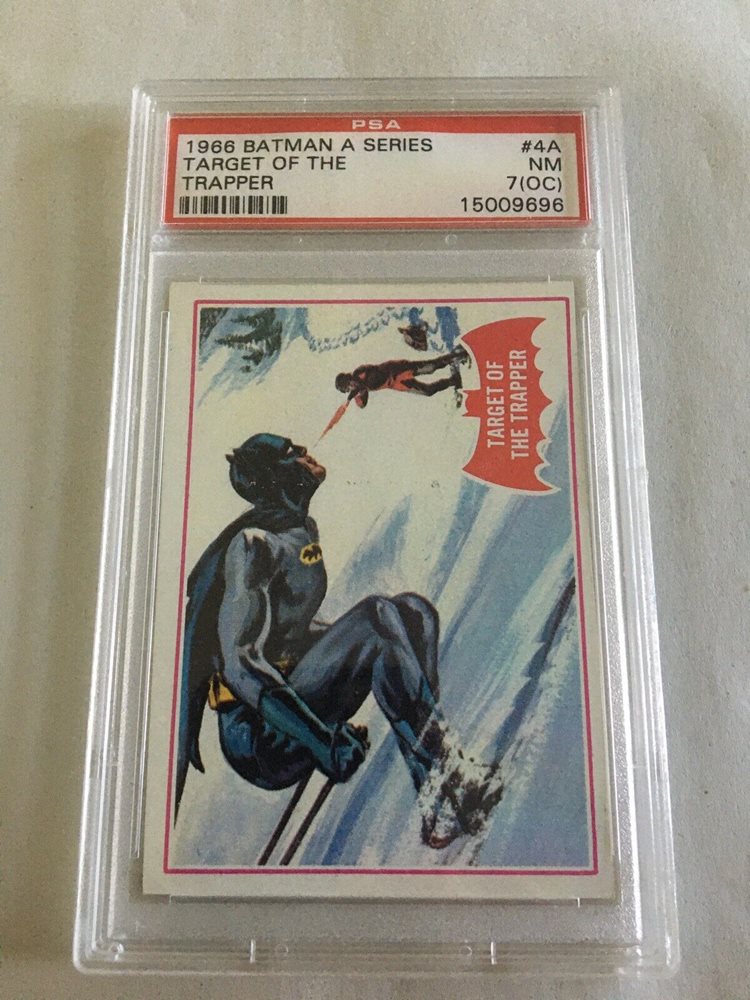 PSA
1966 BATMAN A SERIES #4A
TARGET OF THE NM
TRAPPER 7(OC)
15009696
TARGET OF
THE TRAPPER